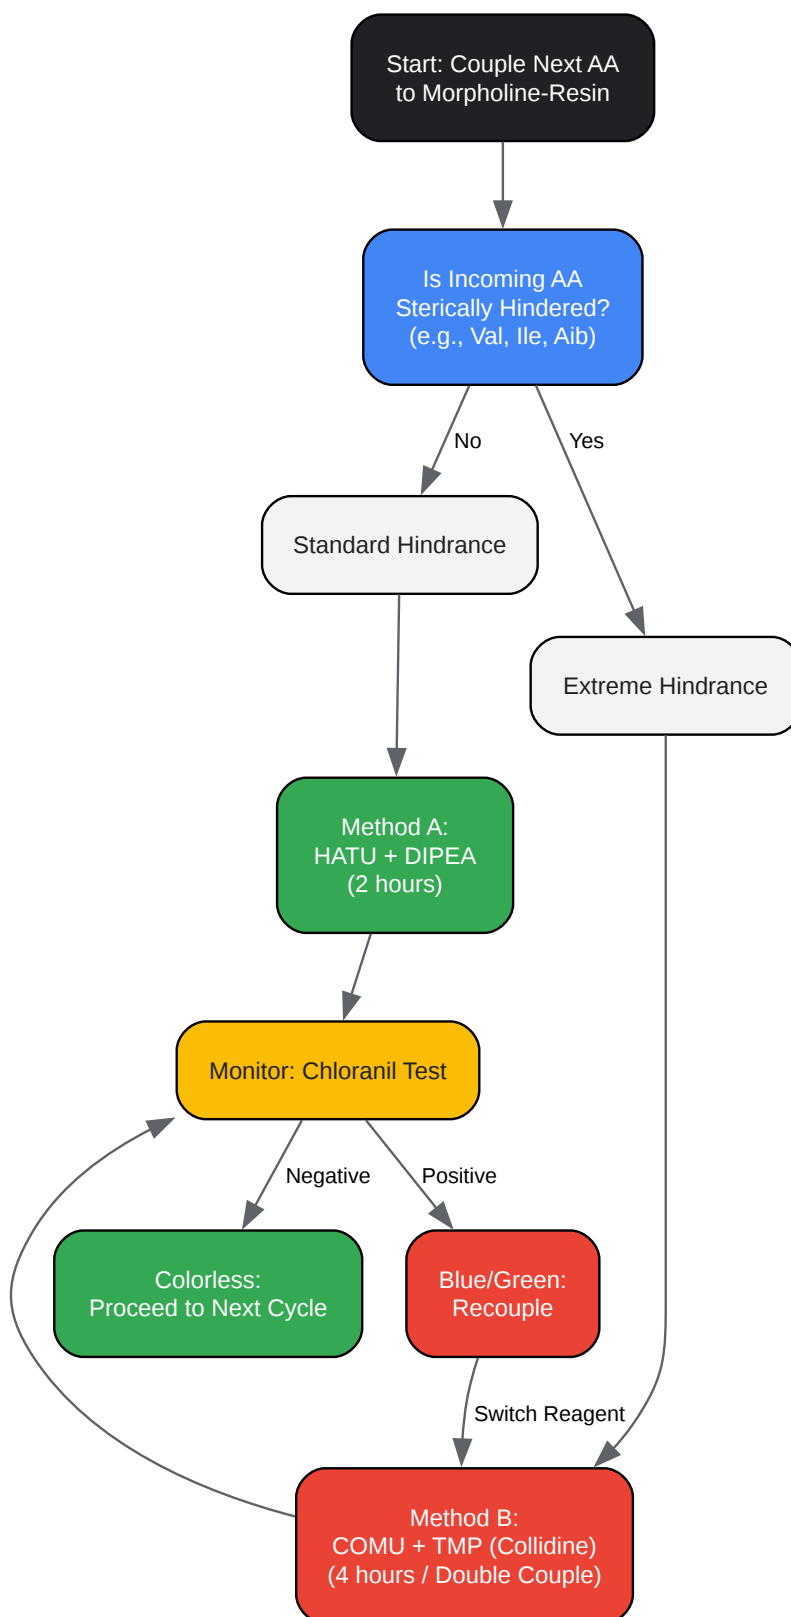 Start: Couple Next AA
to Morpholine-Resin
Is Incoming AA
Sterically Hindered?
(e.g., Val, Ile, Aib)
No
Yes
Standard Hindrance
Extreme Hindrance
Method A:
HATU + DIPEA
(2 hours)
Monitor: Chloranil Test
Negative
Positive
Colorless:
Proceed to Next Cycle
Blue/Green:
Recouple
Switch Reagent
Method B:
COMU + TMP (Collidine)
(4 hours / Double Couple)